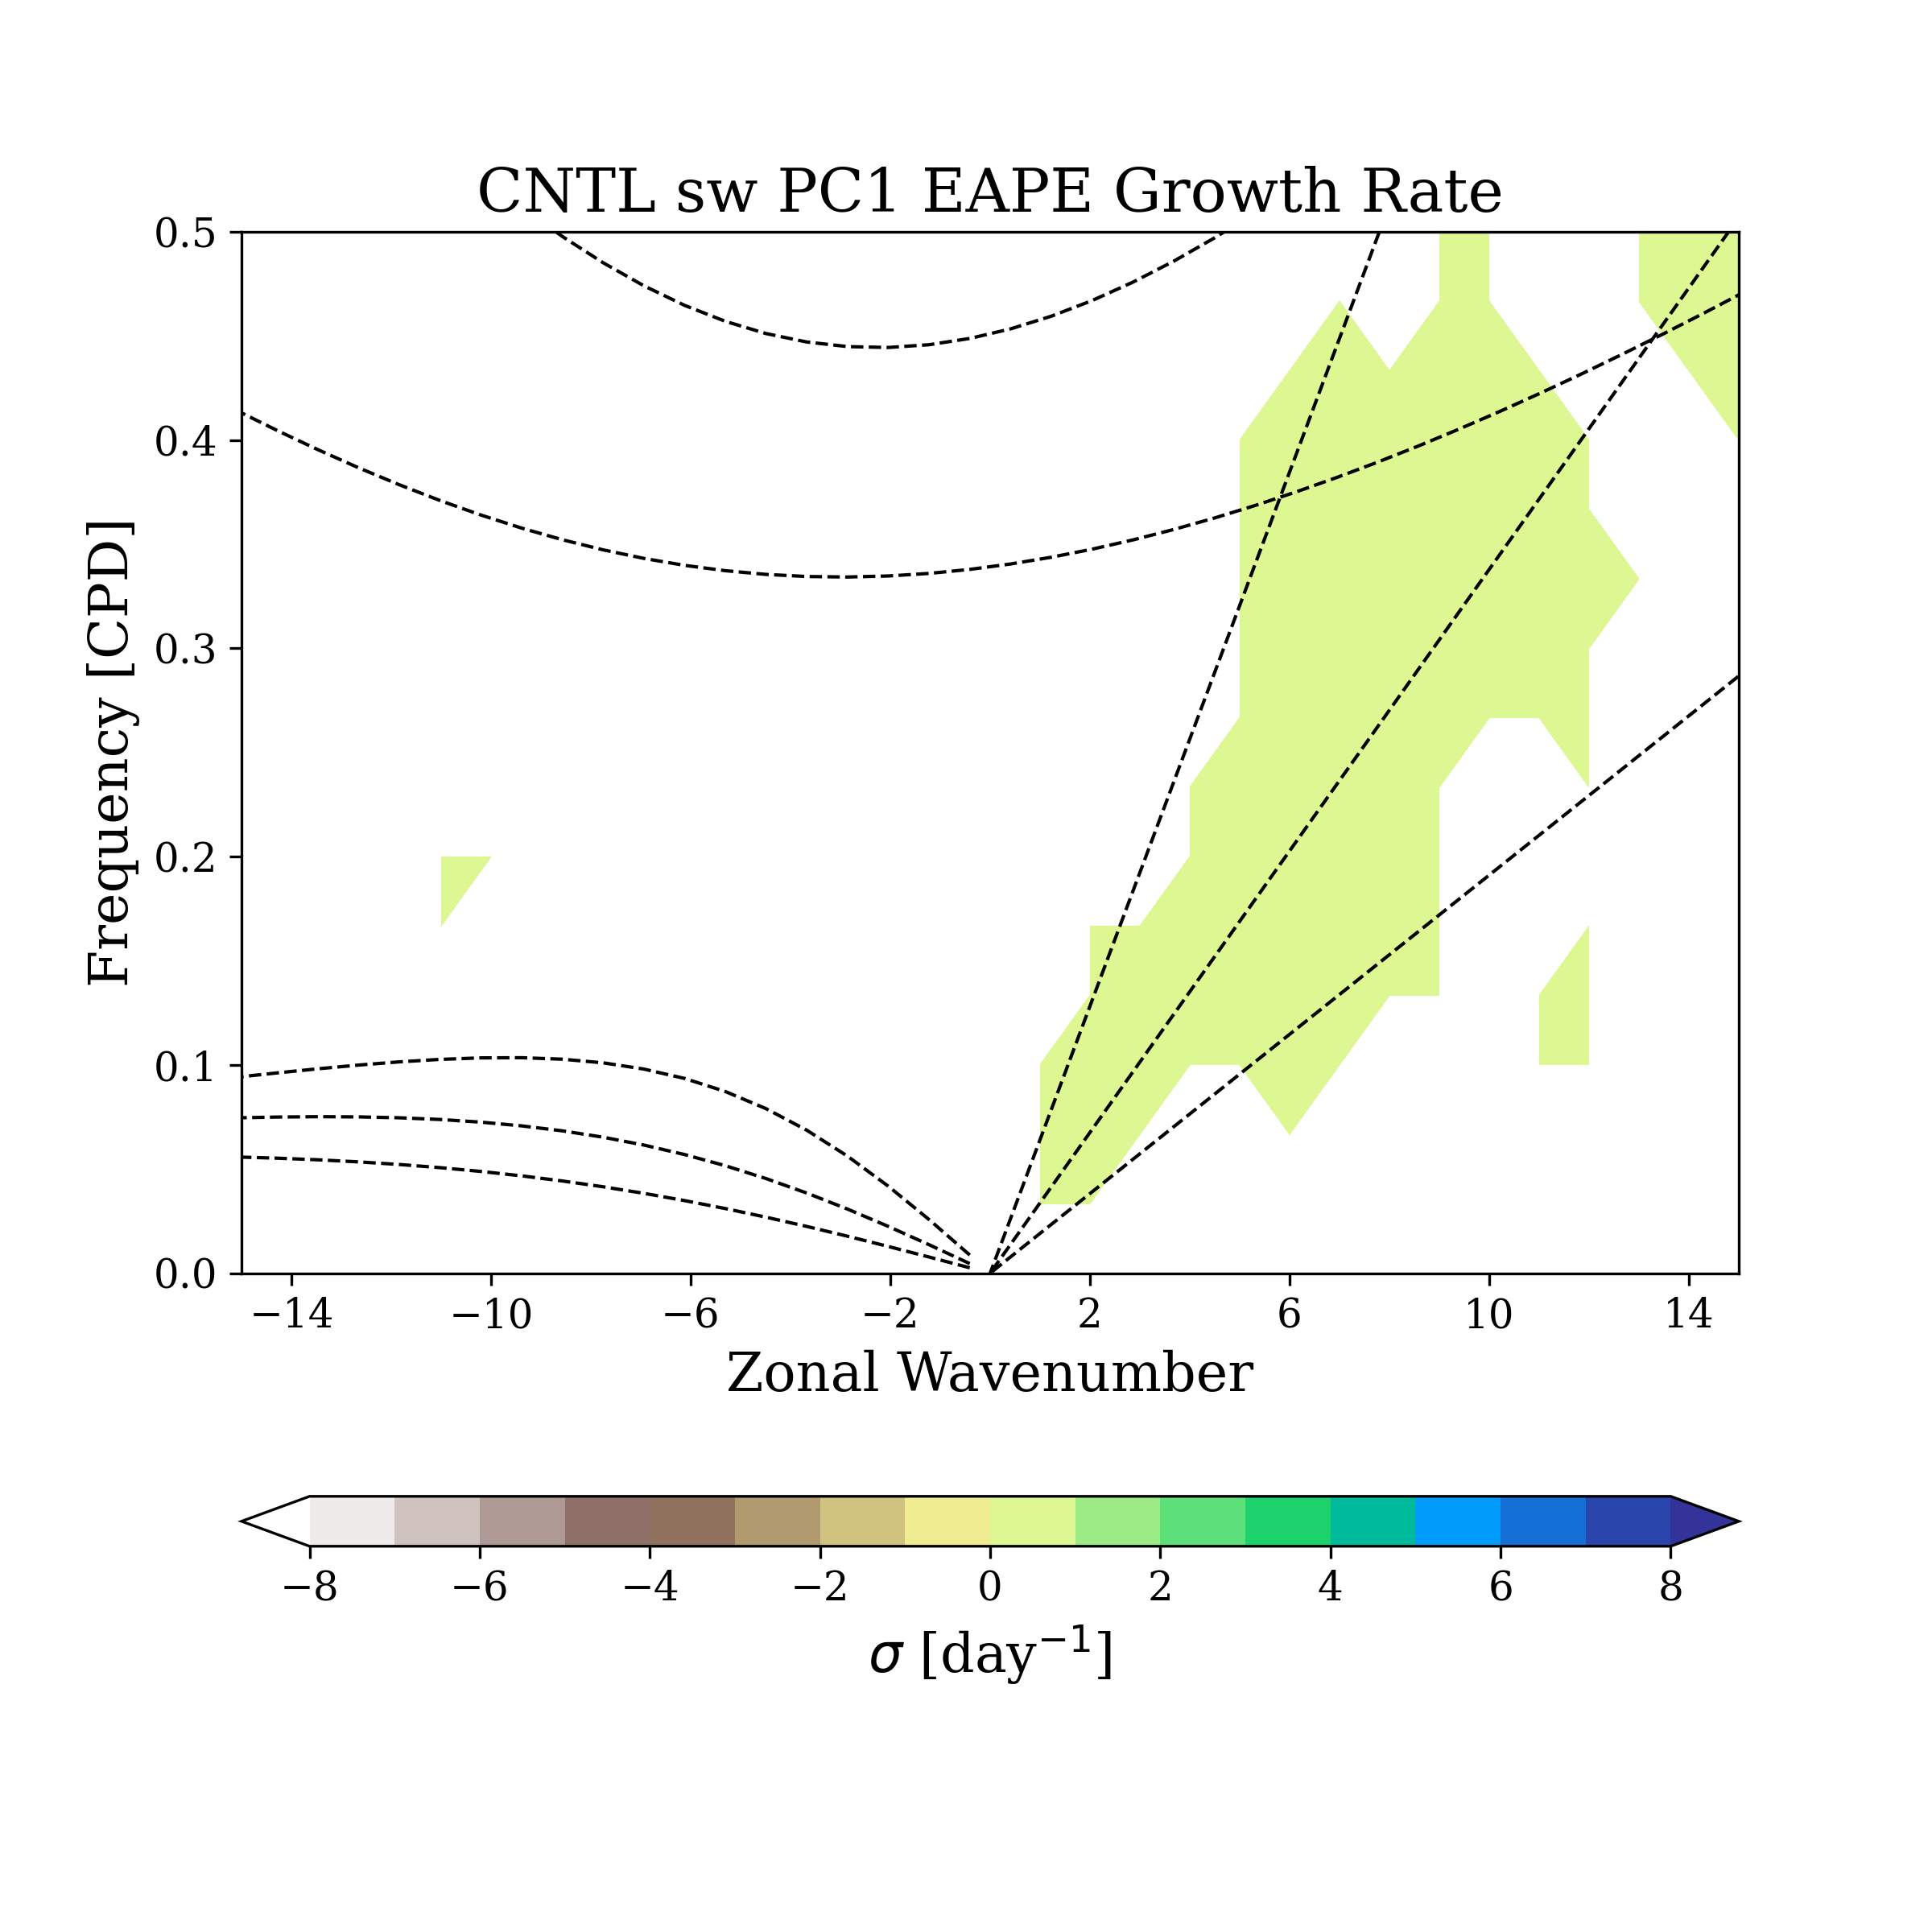 CNTL sw PC1 EAPE Growth Rate
0.5
0.4
0.3
0.2
0.1
0.0
Frequency [CPD]
−14 −10 −6 −2 2 6 10 14
Zonal Wavenumber
−8 −6 −4 −2 0 2 4 6 8
σ [day⁻¹]